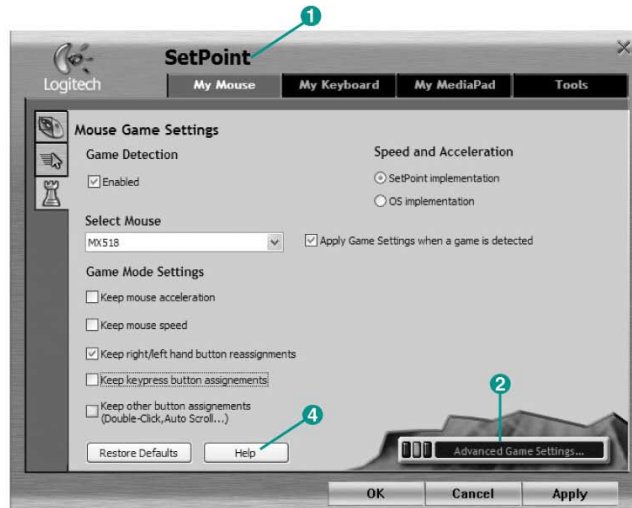 1
SetPoint
Logitech
My Mouse
My Keyboard
My MediaPad
Tools
Mouse Game Settings
Game Detection
Enabled
Speed and Acceleration
SetPoint implementation
OS implementation
Select Mouse
MX518
Apply Game Settings when a game is detected
Game Mode Settings
Keep mouse acceleration
Keep mouse speed
Keep right/left hand button reassignments
Keep keypress button assignements
Keep other button assignements
(Double-Click,Auto Scroll...)
4
2
Restore Defaults
Help
Advanced Game Settings...
OK
Cancel
Apply